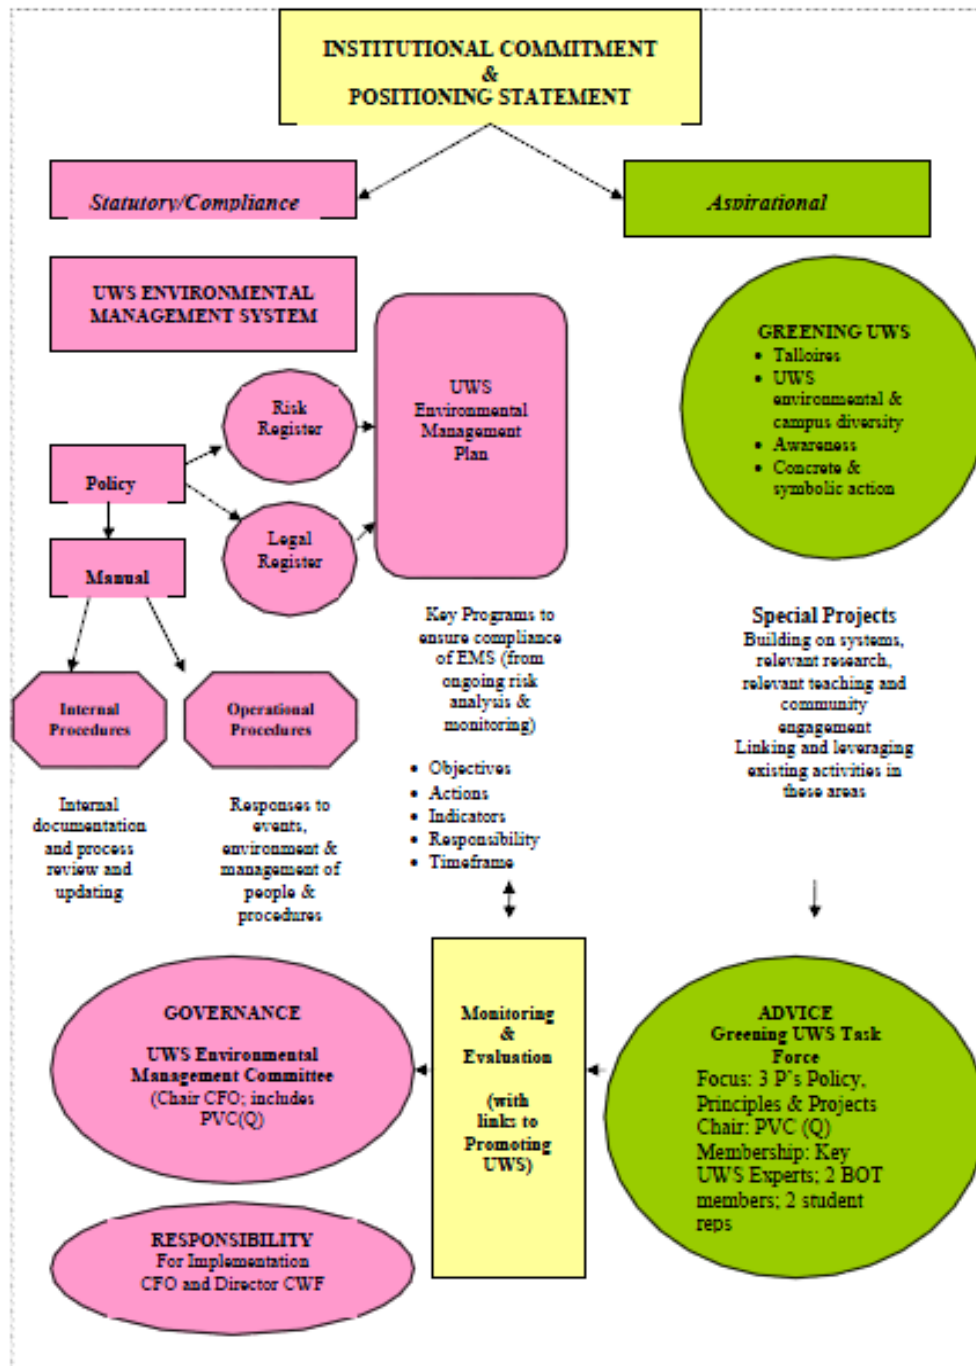 INSTITUTIONAL COMMITMENT
&
POSITIONING STATEMENT
Statutory/Compliance
Aspirational
UWS ENVIRONMENTAL
MANAGEMENT SYSTEM
UWS
Environmental
Management
Plan
GREENING UWS
• Talloires
• UWS
environmental &
campus diversity
• Awareness
• Concrete &
symbolic action
Risk
Register
Policy
Legal
Register
Manual
Internal
Procedures
Operational
Procedures
Key Programs to
ensure compliance
of EMS (from
ongoing risk
analysis &
monitoring)
• Objectives
• Actions
• Indicators
• Responsibility
• Timeframe
Special Projects
Building on systems,
relevant research,
relevant teaching and
community
engagement
Linking and leveraging
existing activities in
these areas
Internal
documentation
and process
review and
updating
Responses to
events,
environment &
management of
people &
procedures
GOVERNANCE
UWS Environmental
Management Committee
(Chair CFO; includes
PVC(Q)
Monitoring
&
Evaluation
(with
links to
Promoting
UWS)
ADVICE
Greening UWS Task
Force
Focus: 3 P's Policy,
Principles & Projects
Chair: PVC (Q)
Membership: Key
UWS Experts; 2 BOT
members; 2 student
reps
RESPONSIBILITY
For Implementation
CFO and Director CWF